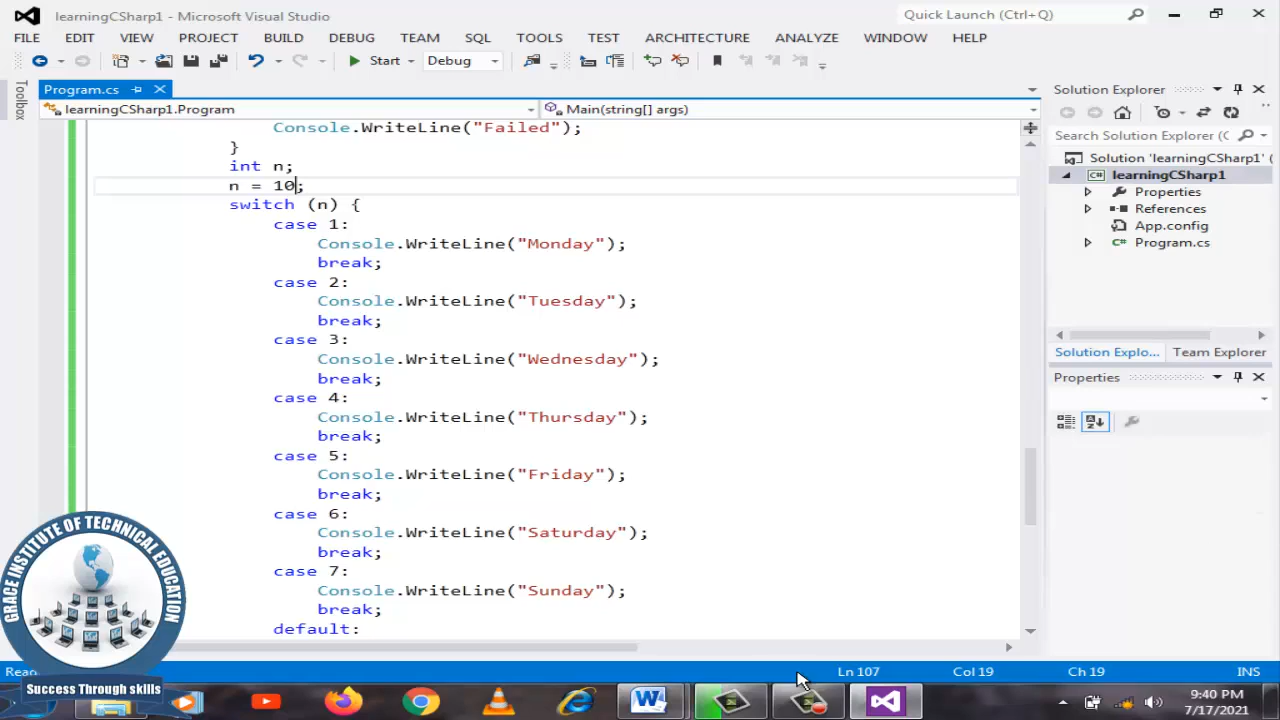 learningCSharp1 - Microsoft Visual Studio
Quick Launch (Ctrl+Q)
FILE EDIT VIEW PROJECT BUILD DEBUG TEAM SQL TOOLS TEST ARCHITECTURE ANALYZE WINDOW HELP
Start Debug
Toolbox
Program.cs
learningCSharp1.Program
Main(string[] args)
Console.WriteLine("Failed");
}
int n;
n = 10;
switch (n) {
case 1:
Console.WriteLine("Monday");
break;
case 2:
Console.WriteLine("Tuesday");
break;
case 3:
Console.WriteLine("Wednesday");
break;
case 4:
Console.WriteLine("Thursday");
break;
case 5:
Console.WriteLine("Friday");
break;
case 6:
Console.WriteLine("Saturday");
break;
case 7:
Console.WriteLine("Sunday");
break;
default:
Solution Explorer
Search Solution Explorer (C
Solution 'learningCSharp1' (
C# learningCSharp1
Properties
References
App.config
C# Program.cs
Solution Explo... Team Explorer
Properties
GRACE INSTITUTE OF TECHNICAL EDUCATION
Success Through skills
Rea
Ln 107 Col 19 Ch 19 INS
9:40 PM
7/17/2021